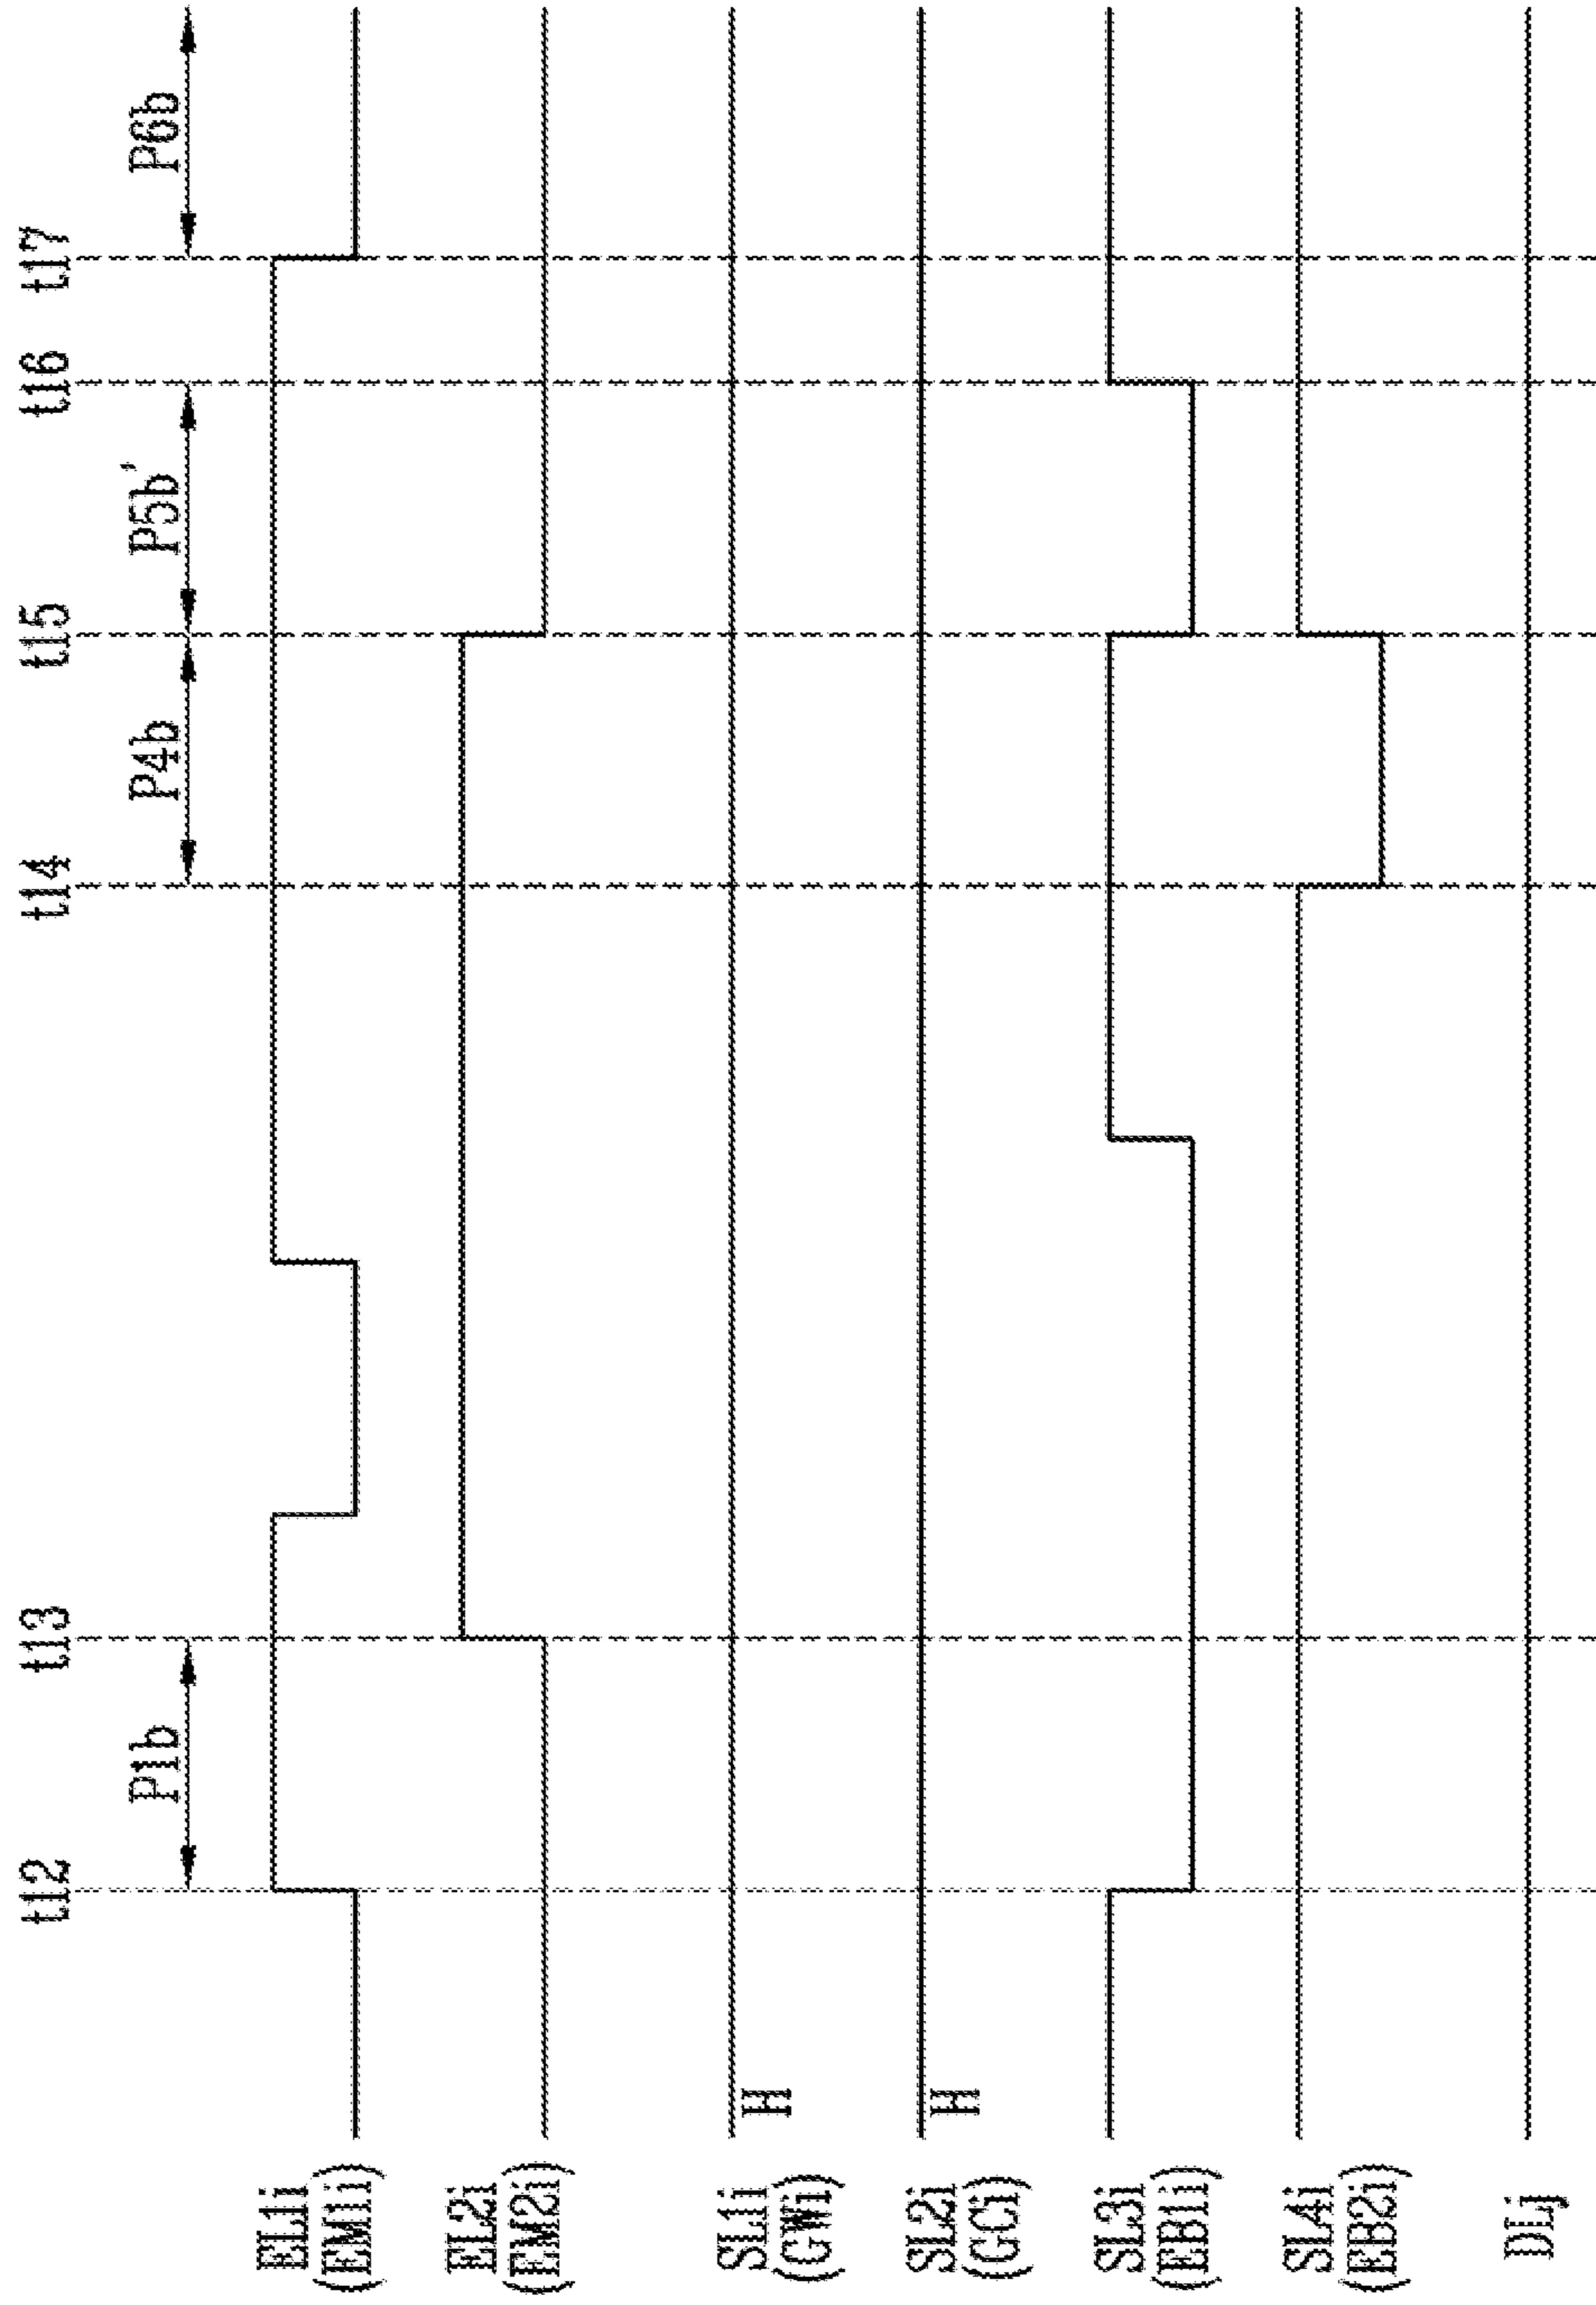 t12 t13 t14 t15 t16 t17
P1b P4b P5b' P6b
EL1i
(EM1i)
EL2i
(EM2i)
SL1i
(GWi)
H
SL2i
(GCi)
H
SL3i
(EB1i)
SL4i
(EB2i)
DLj